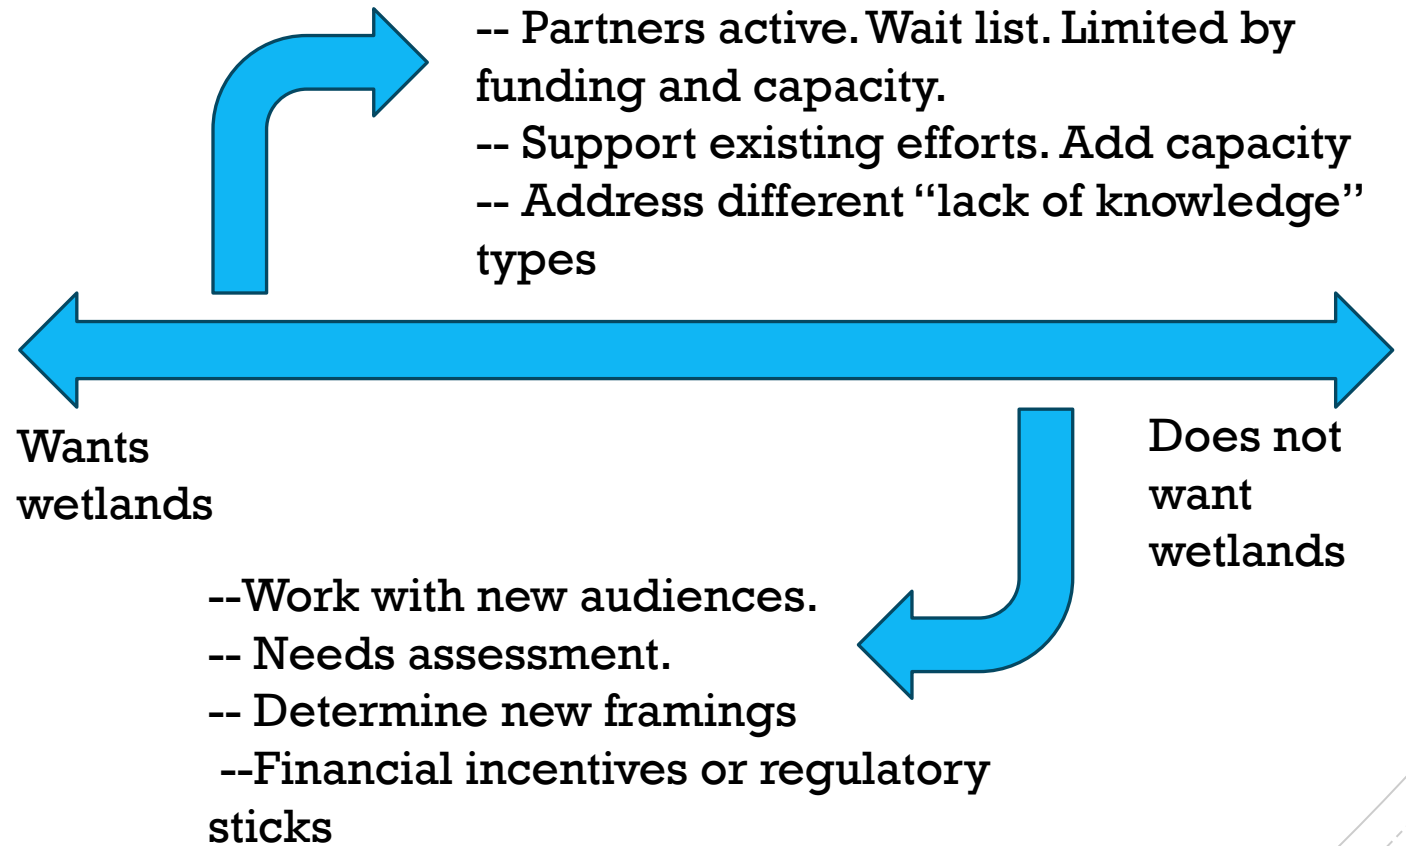 -- Partners active. Wait list. Limited by
funding and capacity.
-- Support existing efforts. Add capacity
-- Address different “lack of knowledge”
types
Wants
wetlands
Does not
want
wetlands
--Work with new audiences.
-- Needs assessment.
-- Determine new framings
--Financial incentives or regulatory
sticks